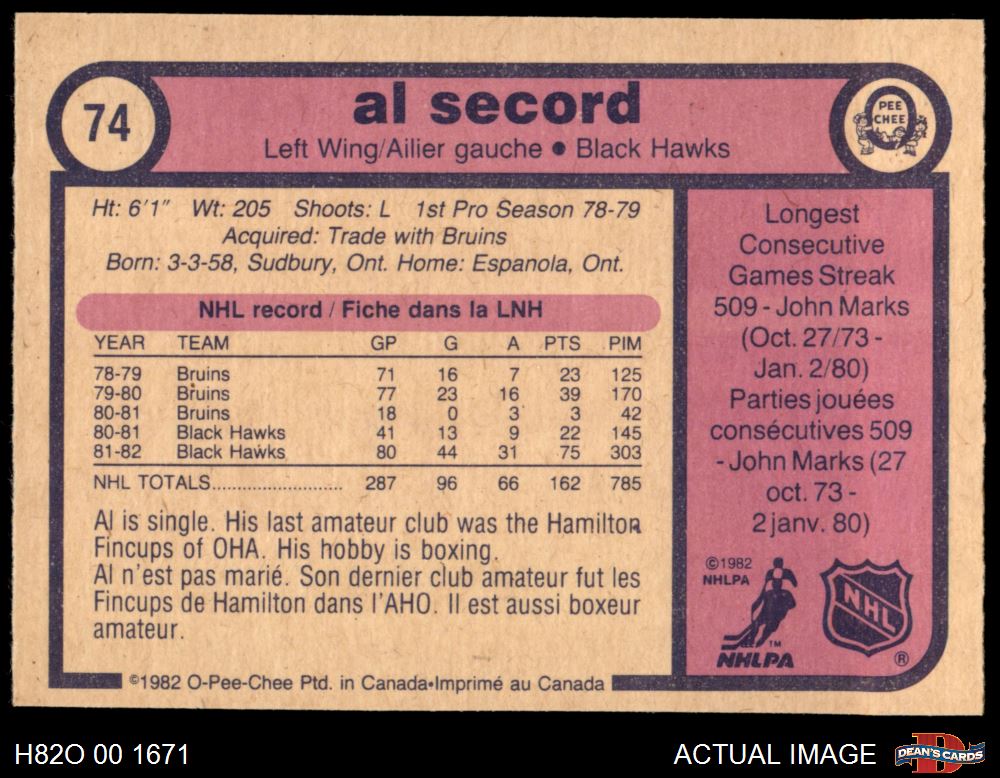 74
al secord
Left Wing/Ailier gauche • Black Hawks
O
PEE
CHEE
Ht: 6'1" Wt: 205 Shoots: L 1st Pro Season 78-79
Acquired: Trade with Bruins
Born: 3-3-58, Sudbury, Ont. Home: Espanola, Ont.
NHL record / Fiche dans la LNH
YEAR TEAM GP G A PTS PIM
78-79 Bruins 71 16 7 23 125
79-80 Bruins 77 23 16 39 170
80-81 Bruins 18 0 3 3 42
80-81 Black Hawks 41 13 9 22 145
81-82 Black Hawks 80 44 31 75 303
NHL TOTALS........................ 287 96 66 162 785
Al is single. His last amateur club was the Hamilton
Fincups of OHA. His hobby is boxing.
Al n'est pas marié. Son dernier club amateur fut les
Fincups de Hamilton dans l'AHO. Il est aussi boxeur
amateur.
Longest
Consecutive
Games Streak
509 - John Marks
(Oct. 27/73 -
Jan. 2/80)
Parties jouées
consécutives 509
- John Marks (27
oct. 73 -
2 janv. 80)
©1982
NHLPA
TM
NHLPA
NHL
®
©1982 O-Pee-Chee Ptd. in Canada•Imprimé au Canada
H82O 00 1671
ACTUAL IMAGE
D
DEAN'S CARDS